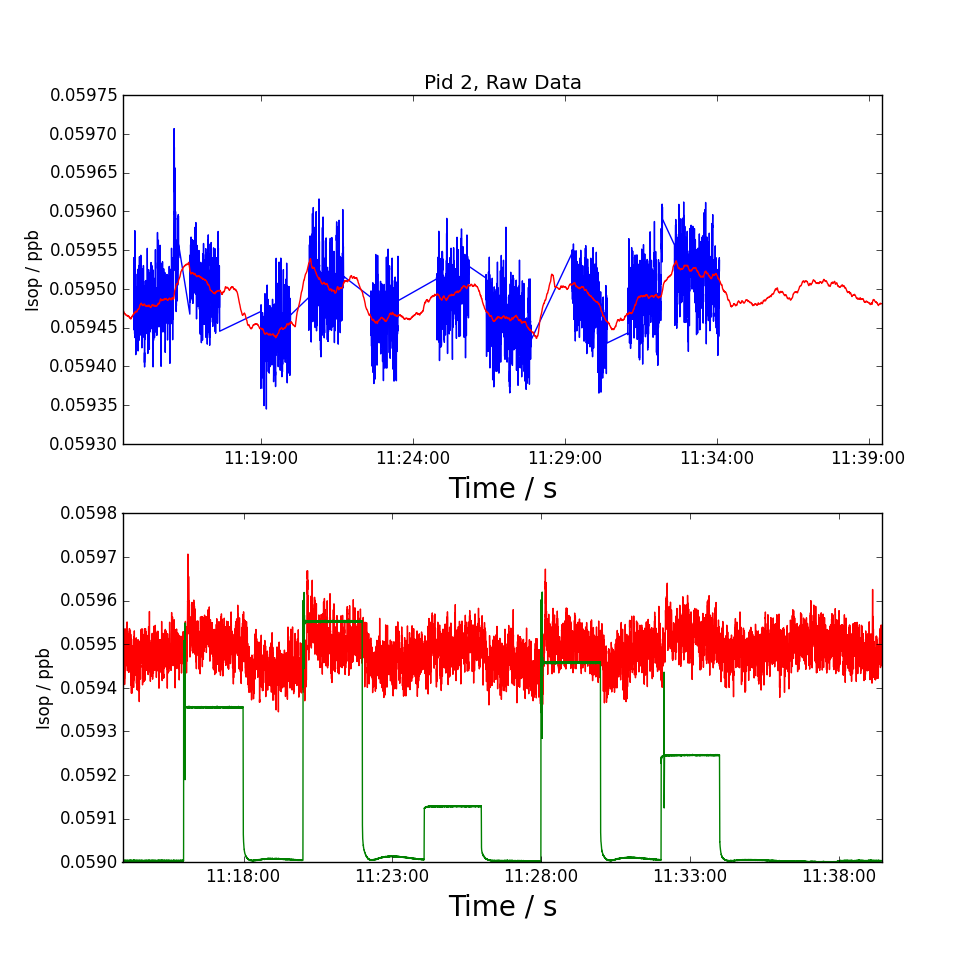 Pid 2, Raw Data
0.05975
0.05970
0.05965
0.05960
0.05955
0.05950
0.05945
0.05940
0.05935
0.05930
Isop / ppb
11:19:00 11:24:00 11:29:00 11:34:00 11:39:00
Time / s
0.0598
0.0597
0.0596
0.0595
0.0594
0.0593
0.0592
0.0591
0.0590
Isop / ppb
11:18:00 11:23:00 11:28:00 11:33:00 11:38:00
Time / s